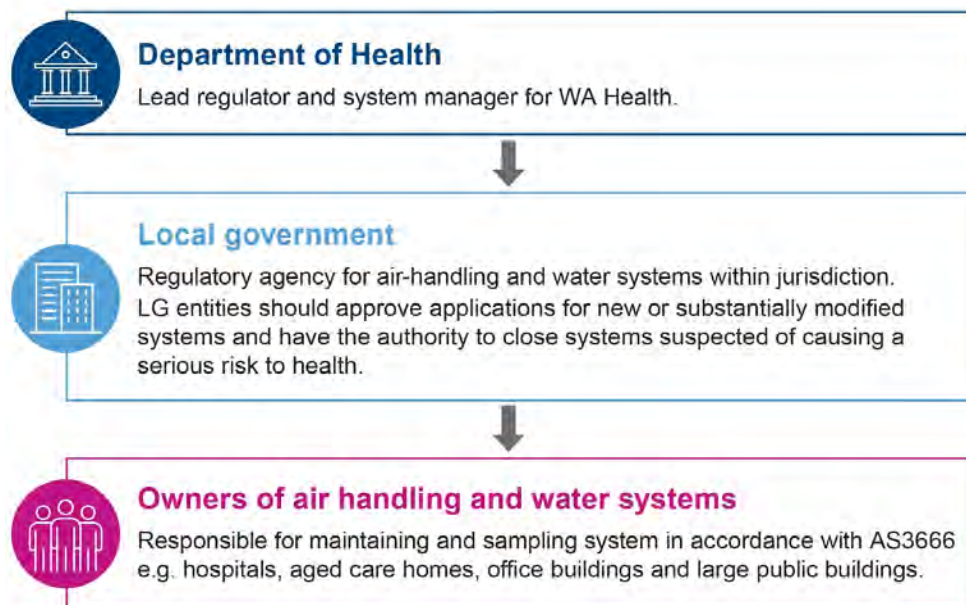 Department of Health
Lead regulator and system manager for WA Health.
Local government
Regulatory agency for air-handling and water systems within jurisdiction.
LG entities should approve applications for new or substantially modified
systems and have the authority to close systems suspected of causing a
serious risk to health.
Owners of air handling and water systems
Responsible for maintaining and sampling system in accordance with AS3666
e.g. hospitals, aged care homes, office buildings and large public buildings.